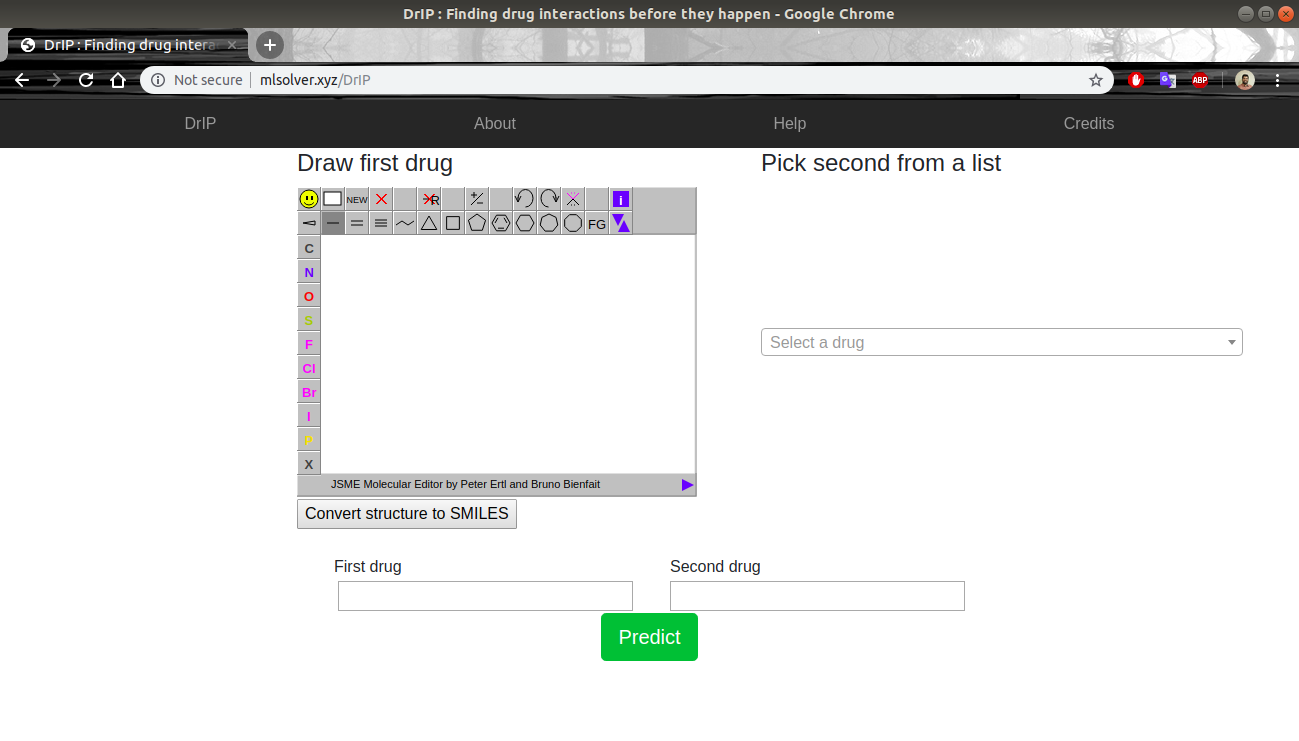 DrIP : Finding drug interactions before they happen - Google Chrome
DrIP : Finding drug intera
Not secure mlsolver.xyz/DrIP
ABP
DrIP About Help Credits
Draw first drug
Pick second from a list
NEW R +/- i
FG
C
N
O
S
F
Cl
Br
I
P
X
Select a drug
JSME Molecular Editor by Peter Ertl and Bruno Bienfait
Convert structure to SMILES
First drug
Second drug
Predict